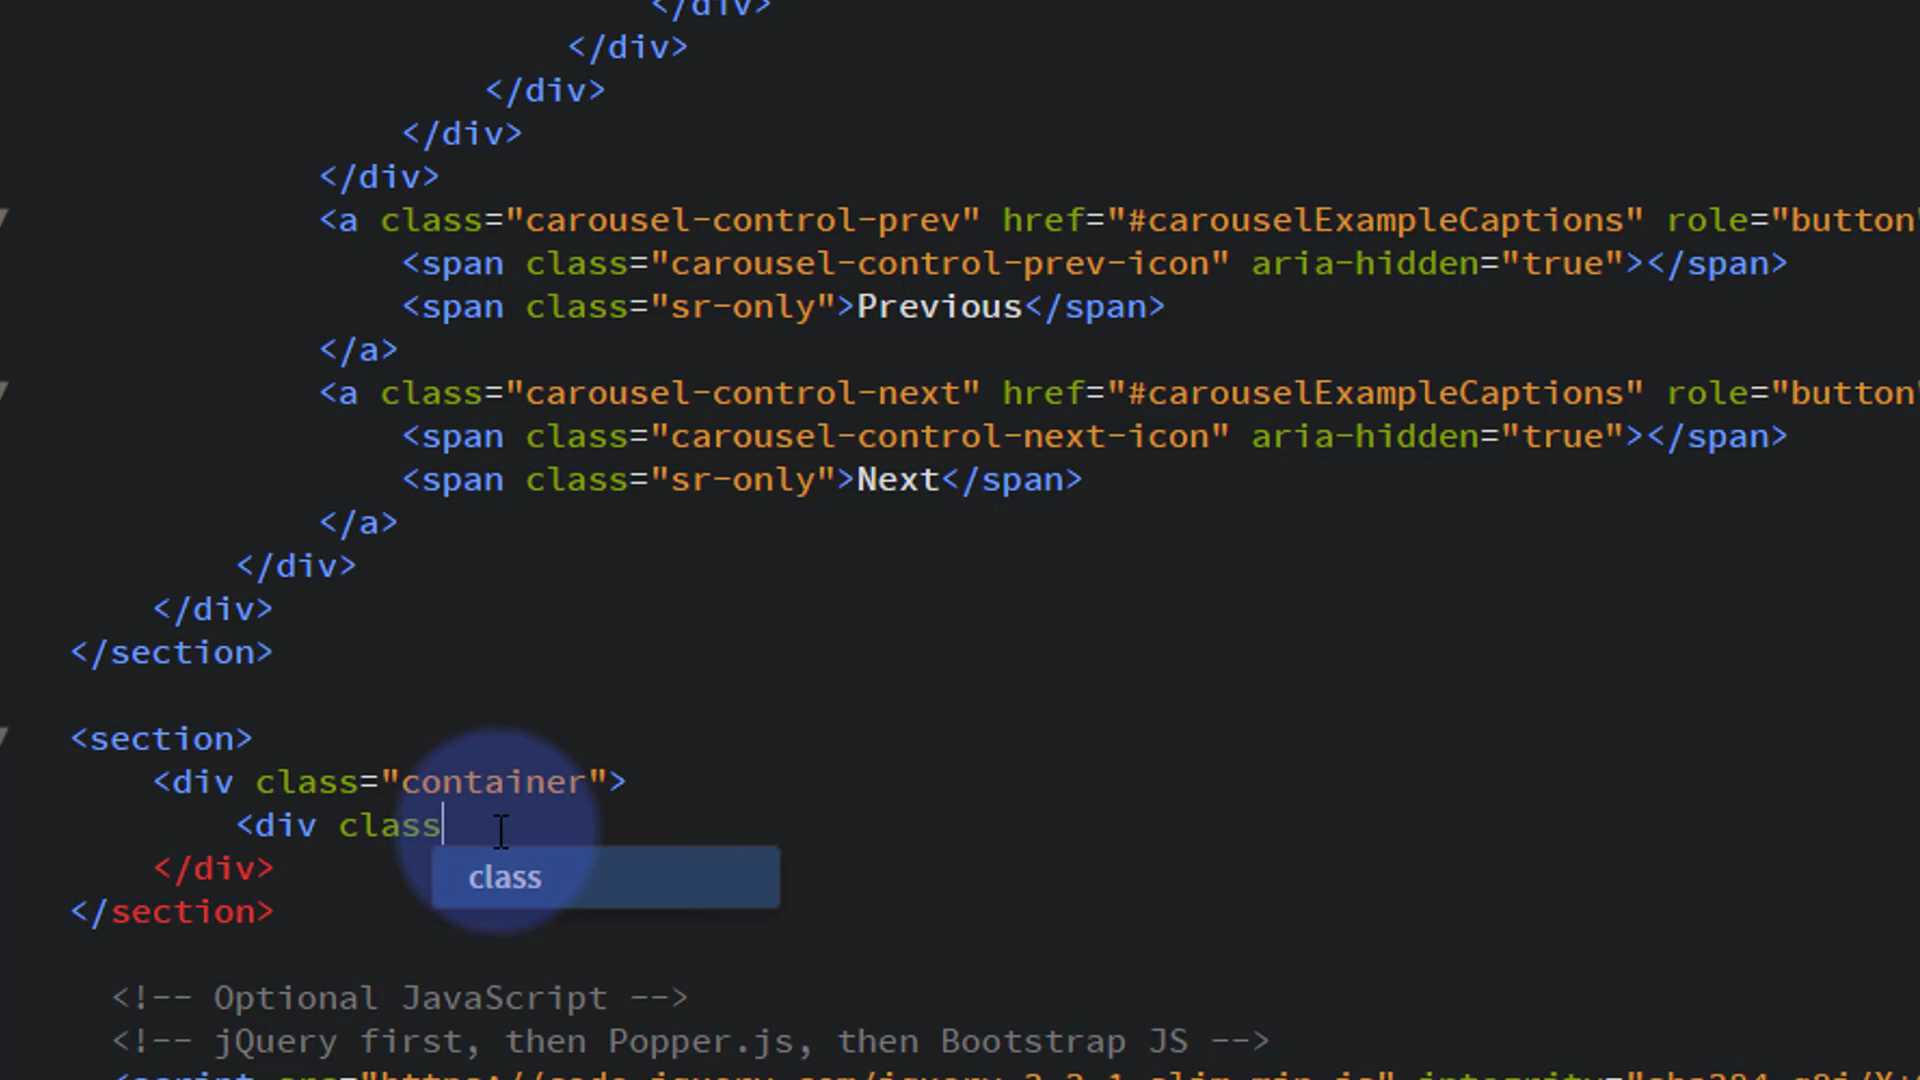 </div>
</div>
</div>
</div>
</div>
<a class="carousel-control-prev" href="#carouselExampleCaptions" role="button"
<span class="carousel-control-prev-icon" aria-hidden="true"></span>
<span class="sr-only">Previous</span>
</a>
<a class="carousel-control-next" href="#carouselExampleCaptions" role="button"
<span class="carousel-control-next-icon" aria-hidden="true"></span>
<span class="sr-only">Next</span>
</a>
</div>
</div>
</section>
<section>
<div class="container">
<div class
class
</div>
</section>
<!-- Optional JavaScript -->
<!-- jQuery first, then Popper.js, then Bootstrap JS -->